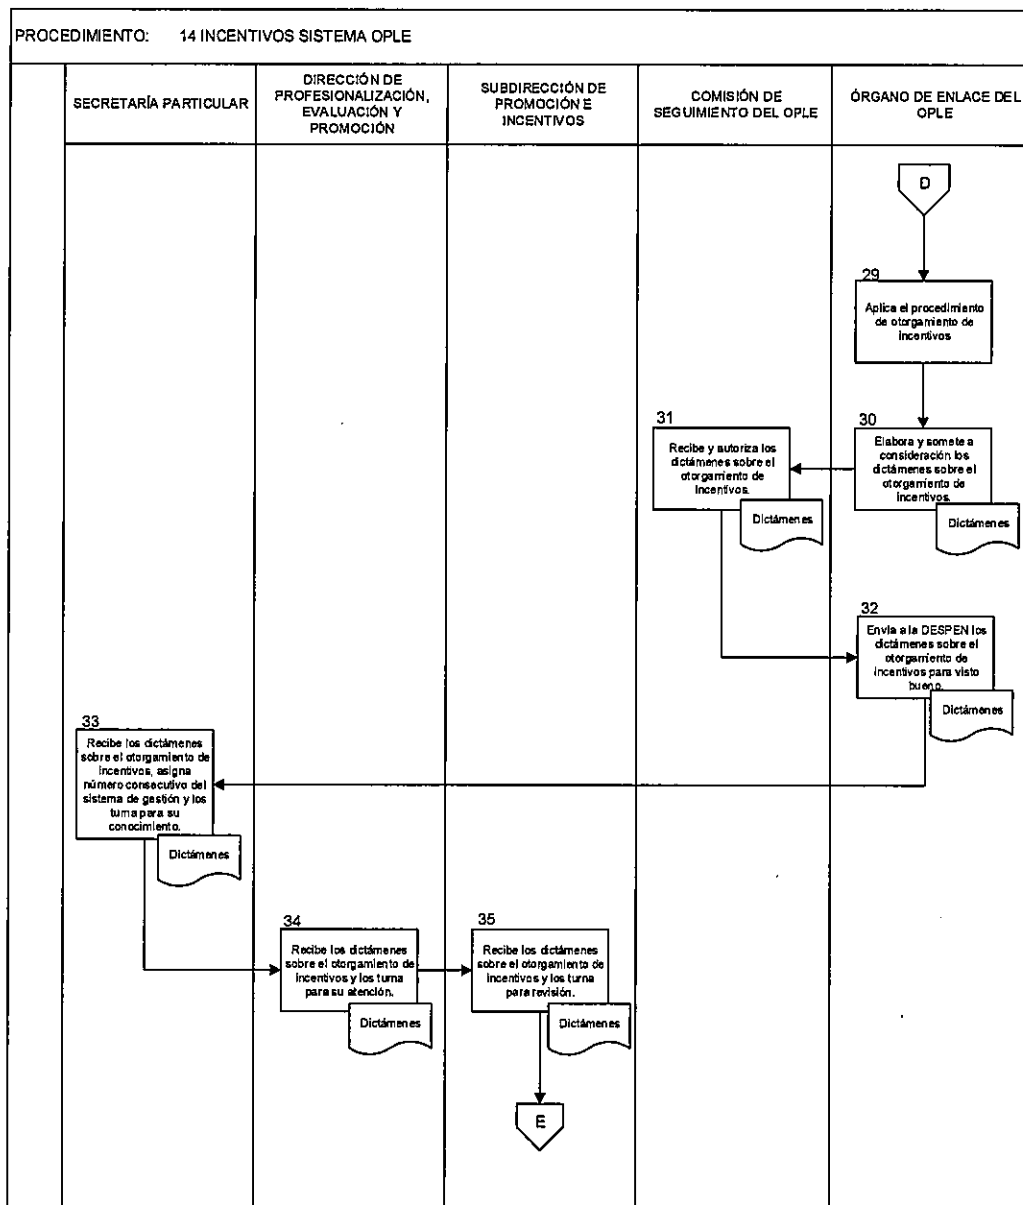 PROCEDIMIENTO: 14 INCENTIVOS SISTEMA OPLE
SECRETARÍA PARTICULAR
DIRECCIÓN DE
PROFESIONALIZACIÓN,
EVALUACIÓN Y
PROMOCIÓN
SUBDIRECCIÓN DE
PROMOCIÓN E
INCENTIVOS
COMISIÓN DE
SEGUIMIENTO DEL OPLE
ÓRGANO DE ENLACE DEL
OPLE
D
29
Aplica el procedimiento
de otorgamiento de
incentivos
30
Elabora y somete a
consideración los
dictámenes sobre el
otorgamiento de
incentivos.
Dictámenes
31
Recibe y autoriza los
dictámenes sobre el
otorgamiento de
incentivos.
Dictámenes
32
Envía a la DESPEN los
dictámenes sobre el
otorgamiento de
incentivos para visto
bueno.
Dictámenes
33
Recibe los dictámenes
sobre el otorgamiento de
incentivos, asigna
número consecutivo del
sistema de gestión y los
turna para su
conocimiento.
Dictámenes
34
Recibe los dictámenes
sobre el otorgamiento de
incentivos y los turna
para su atención.
Dictámenes
35
Recibe los dictámenes
sobre el otorgamiento de
incentivos y los turna
para revisión.
Dictámenes
E